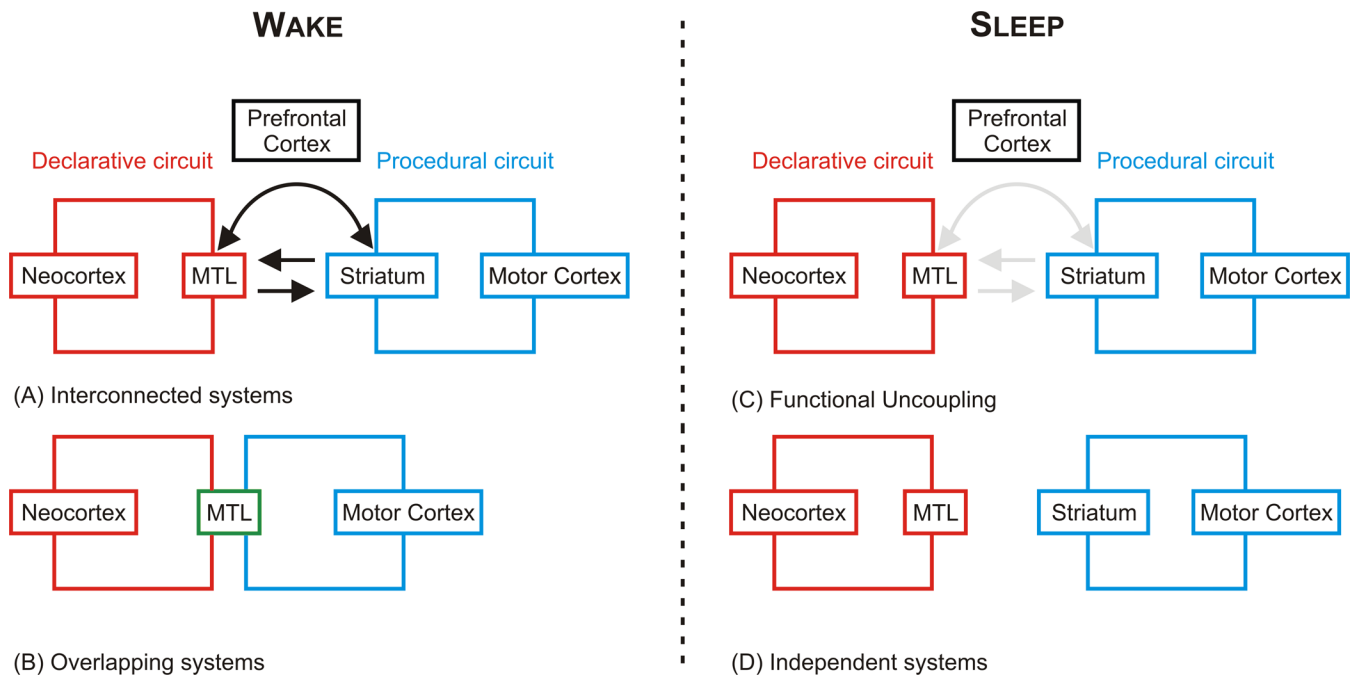 WAKE
Prefrontal
Cortex
Declarative circuit
Procedural circuit
Neocortex
MTL
Striatum
Motor Cortex
(A) Interconnected systems
Neocortex
MTL
Motor Cortex
(B) Overlapping systems
SLEEP
Prefrontal
Cortex
Declarative circuit
Procedural circuit
Neocortex
MTL
Striatum
Motor Cortex
(C) Functional Uncoupling
Neocortex
MTL
Striatum
Motor Cortex
(D) Independent systems